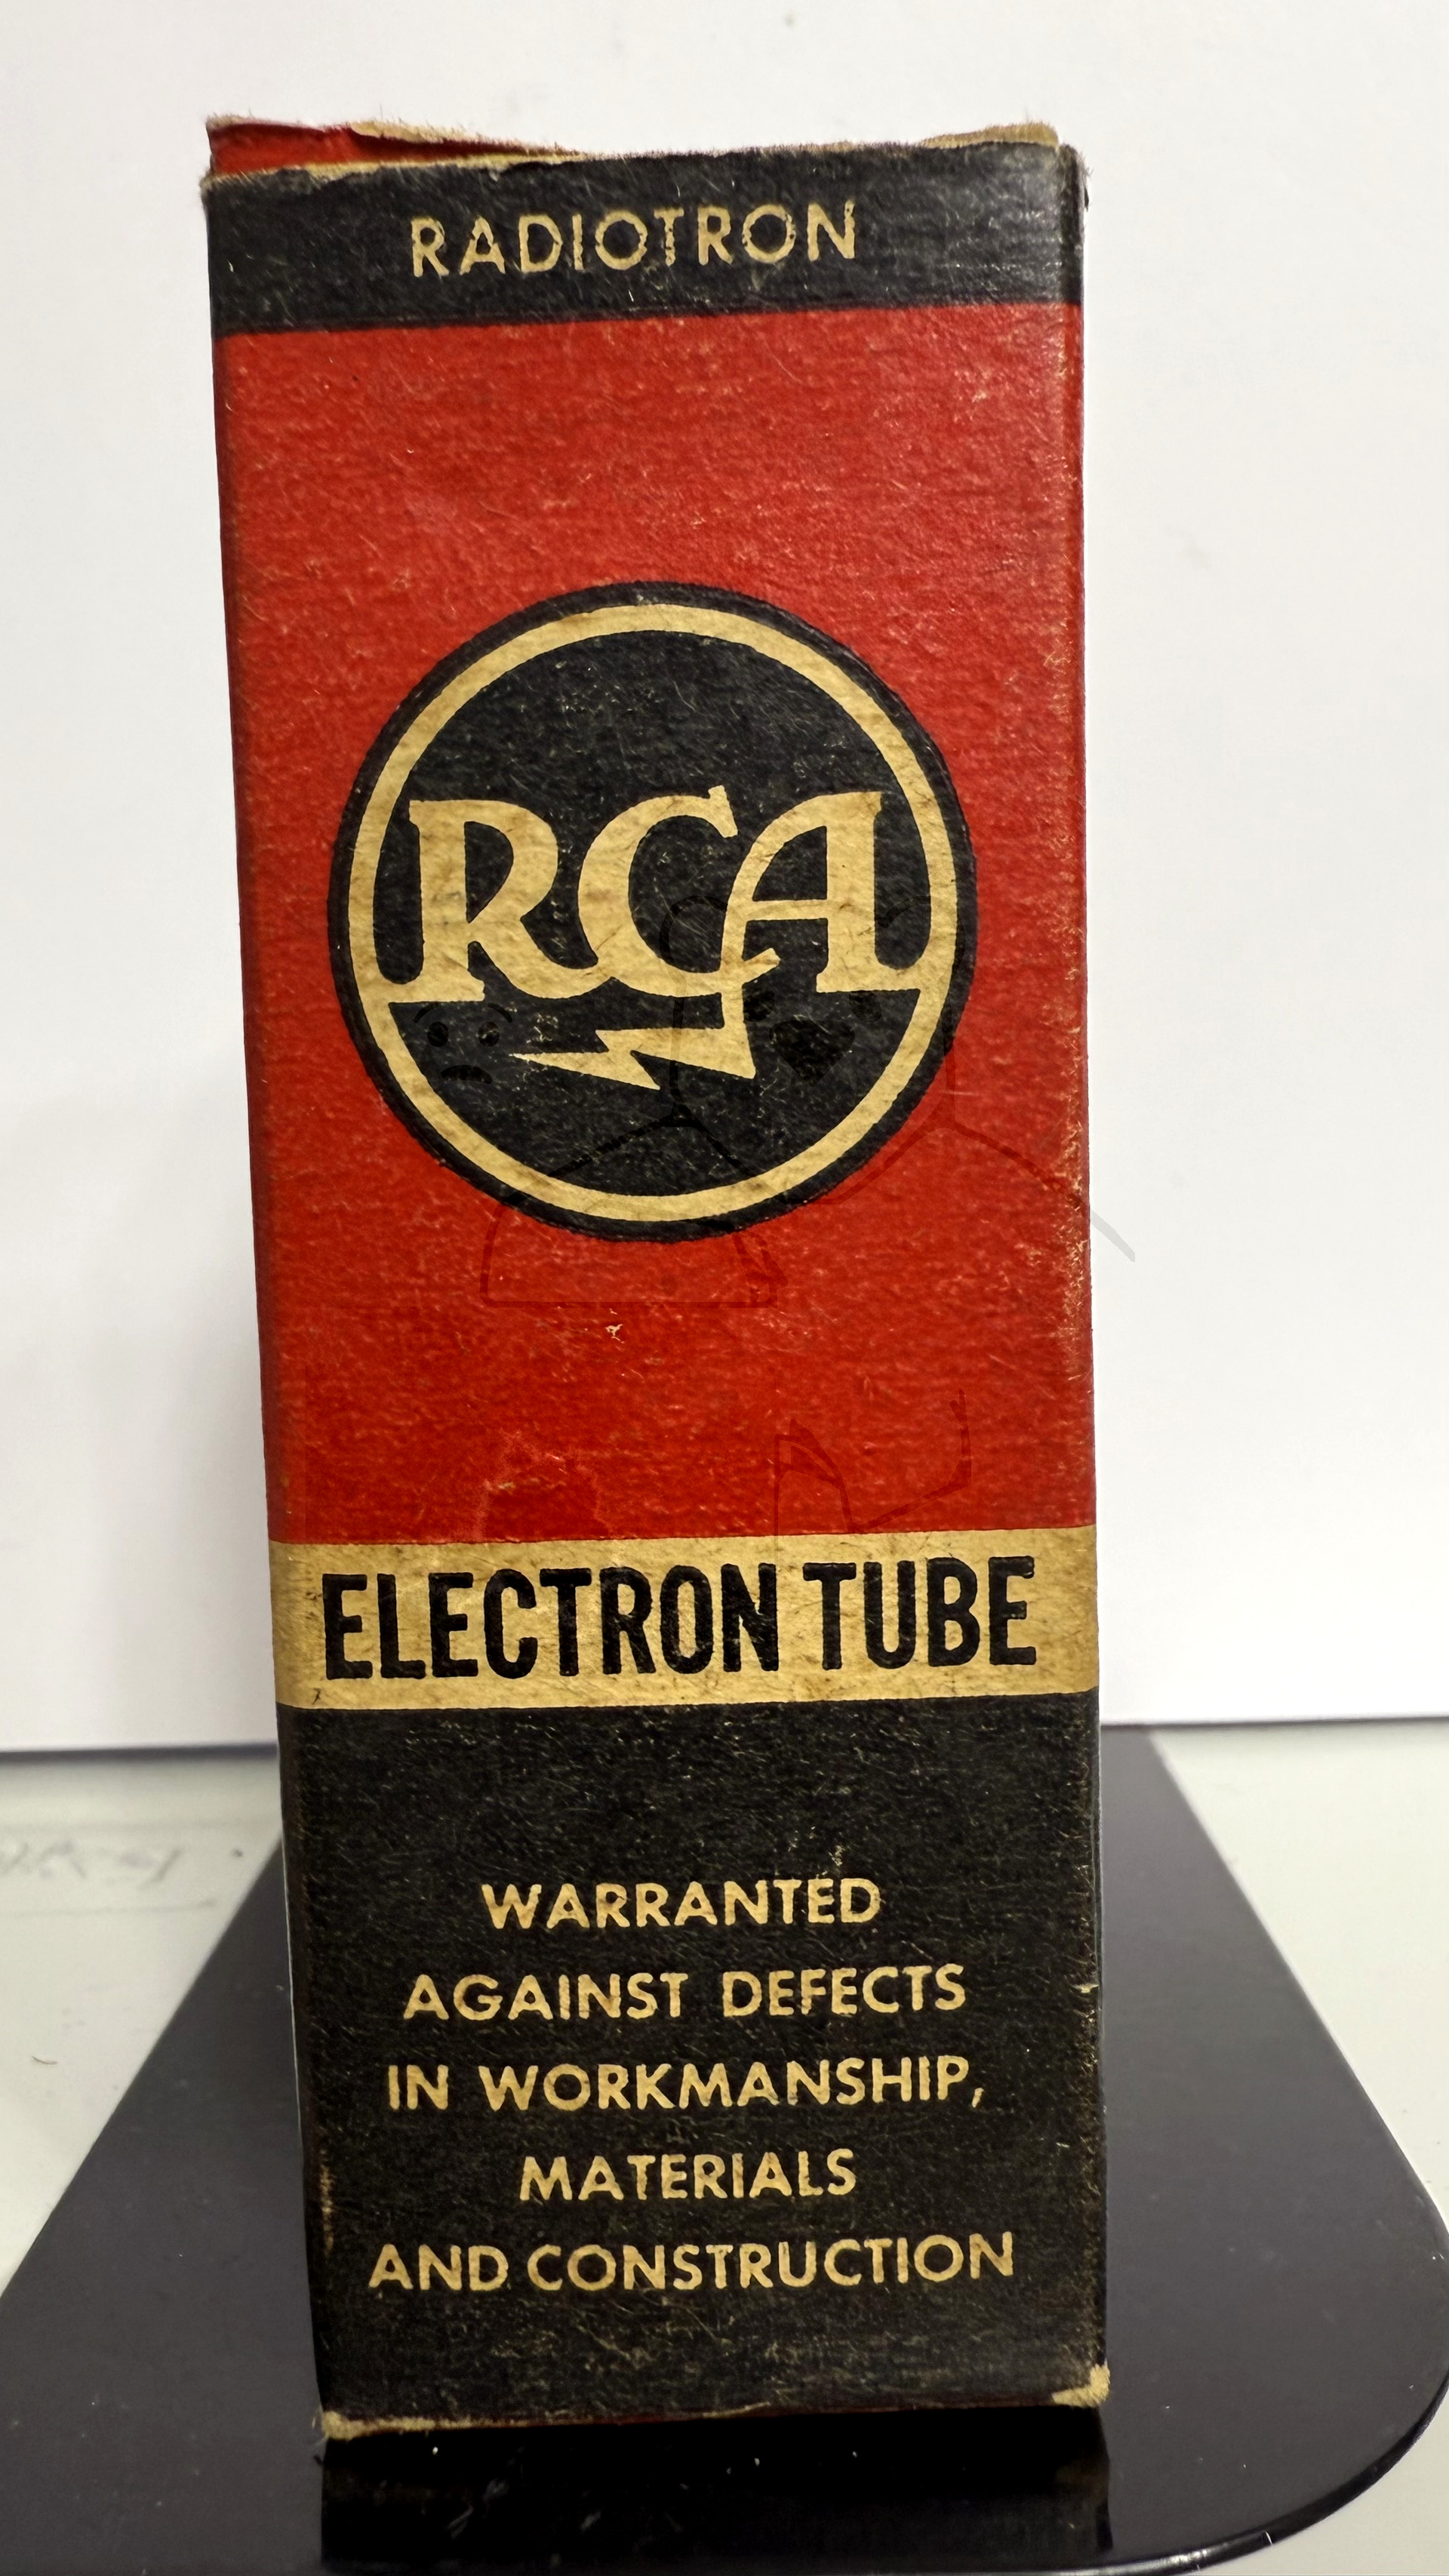 RADIOTRON
RCA
ELECTRON TUBE
WARRANTED
AGAINST DEFECTS
IN WORKMANSHIP,
MATERIALS
AND CONSTRUCTION